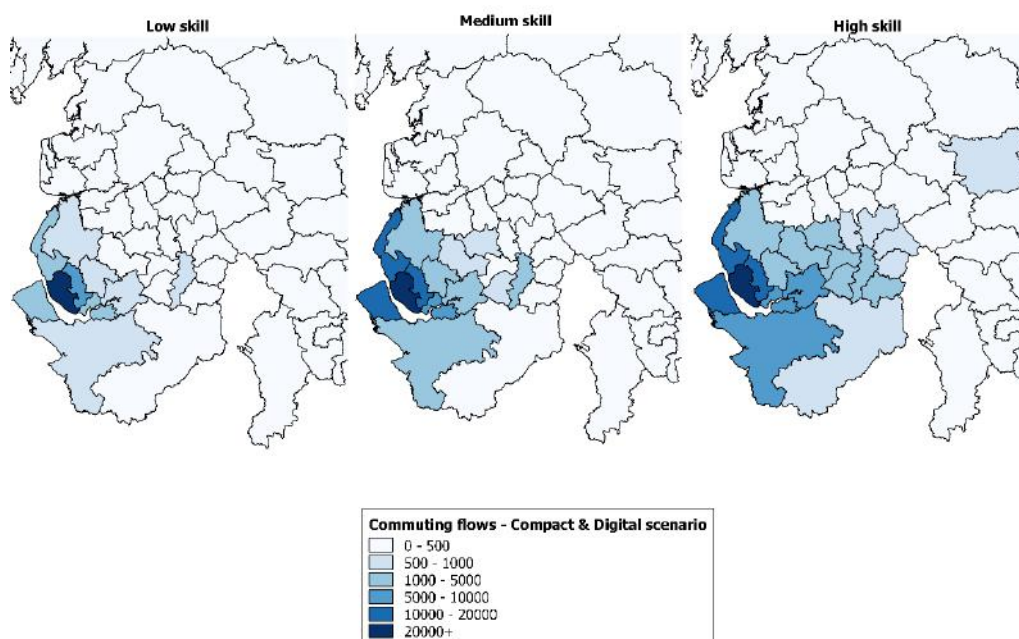 Low skill
Medium skill
High skill
Commuting flows - Compact & Digital scenario
0 - 500
500 - 1000
1000 - 5000
5000 - 10000
10000 - 20000
20000+